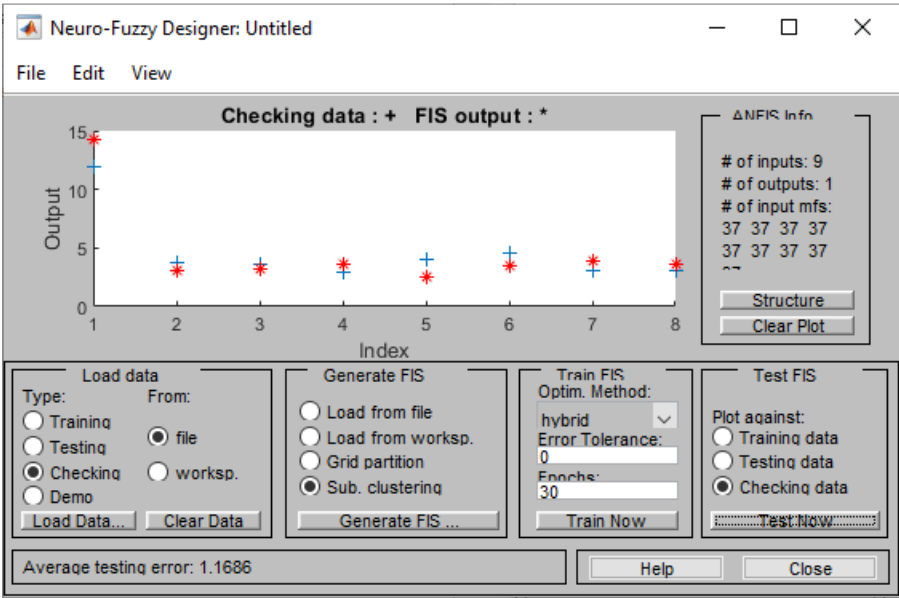 Neuro-Fuzzy Designer: Untitled
File Edit View
Checking data : + FIS output : *
15
10
5
0
Output
1 2 3 4 5 6 7 8
Index
ANFIS Info
# of inputs: 9
# of outputs: 1
# of input mfs:
37 37 37 37
37 37 37 37
37
Structure
Clear Plot
Load data
Type: From:
Training
Testing
Checking
Demo
file
worksp.
Load Data... Clear Data
Generate FIS
Load from file
Load from worksp.
Grid partition
Sub. clustering
Generate FIS ...
Train FIS
Optim. Method:
hybrid
Error Tolerance:
0
Epochs:
30
Train Now
Test FIS
Plot against:
Training data
Testing data
Checking data
Test Now
Average testing error: 1.1686
Help Close